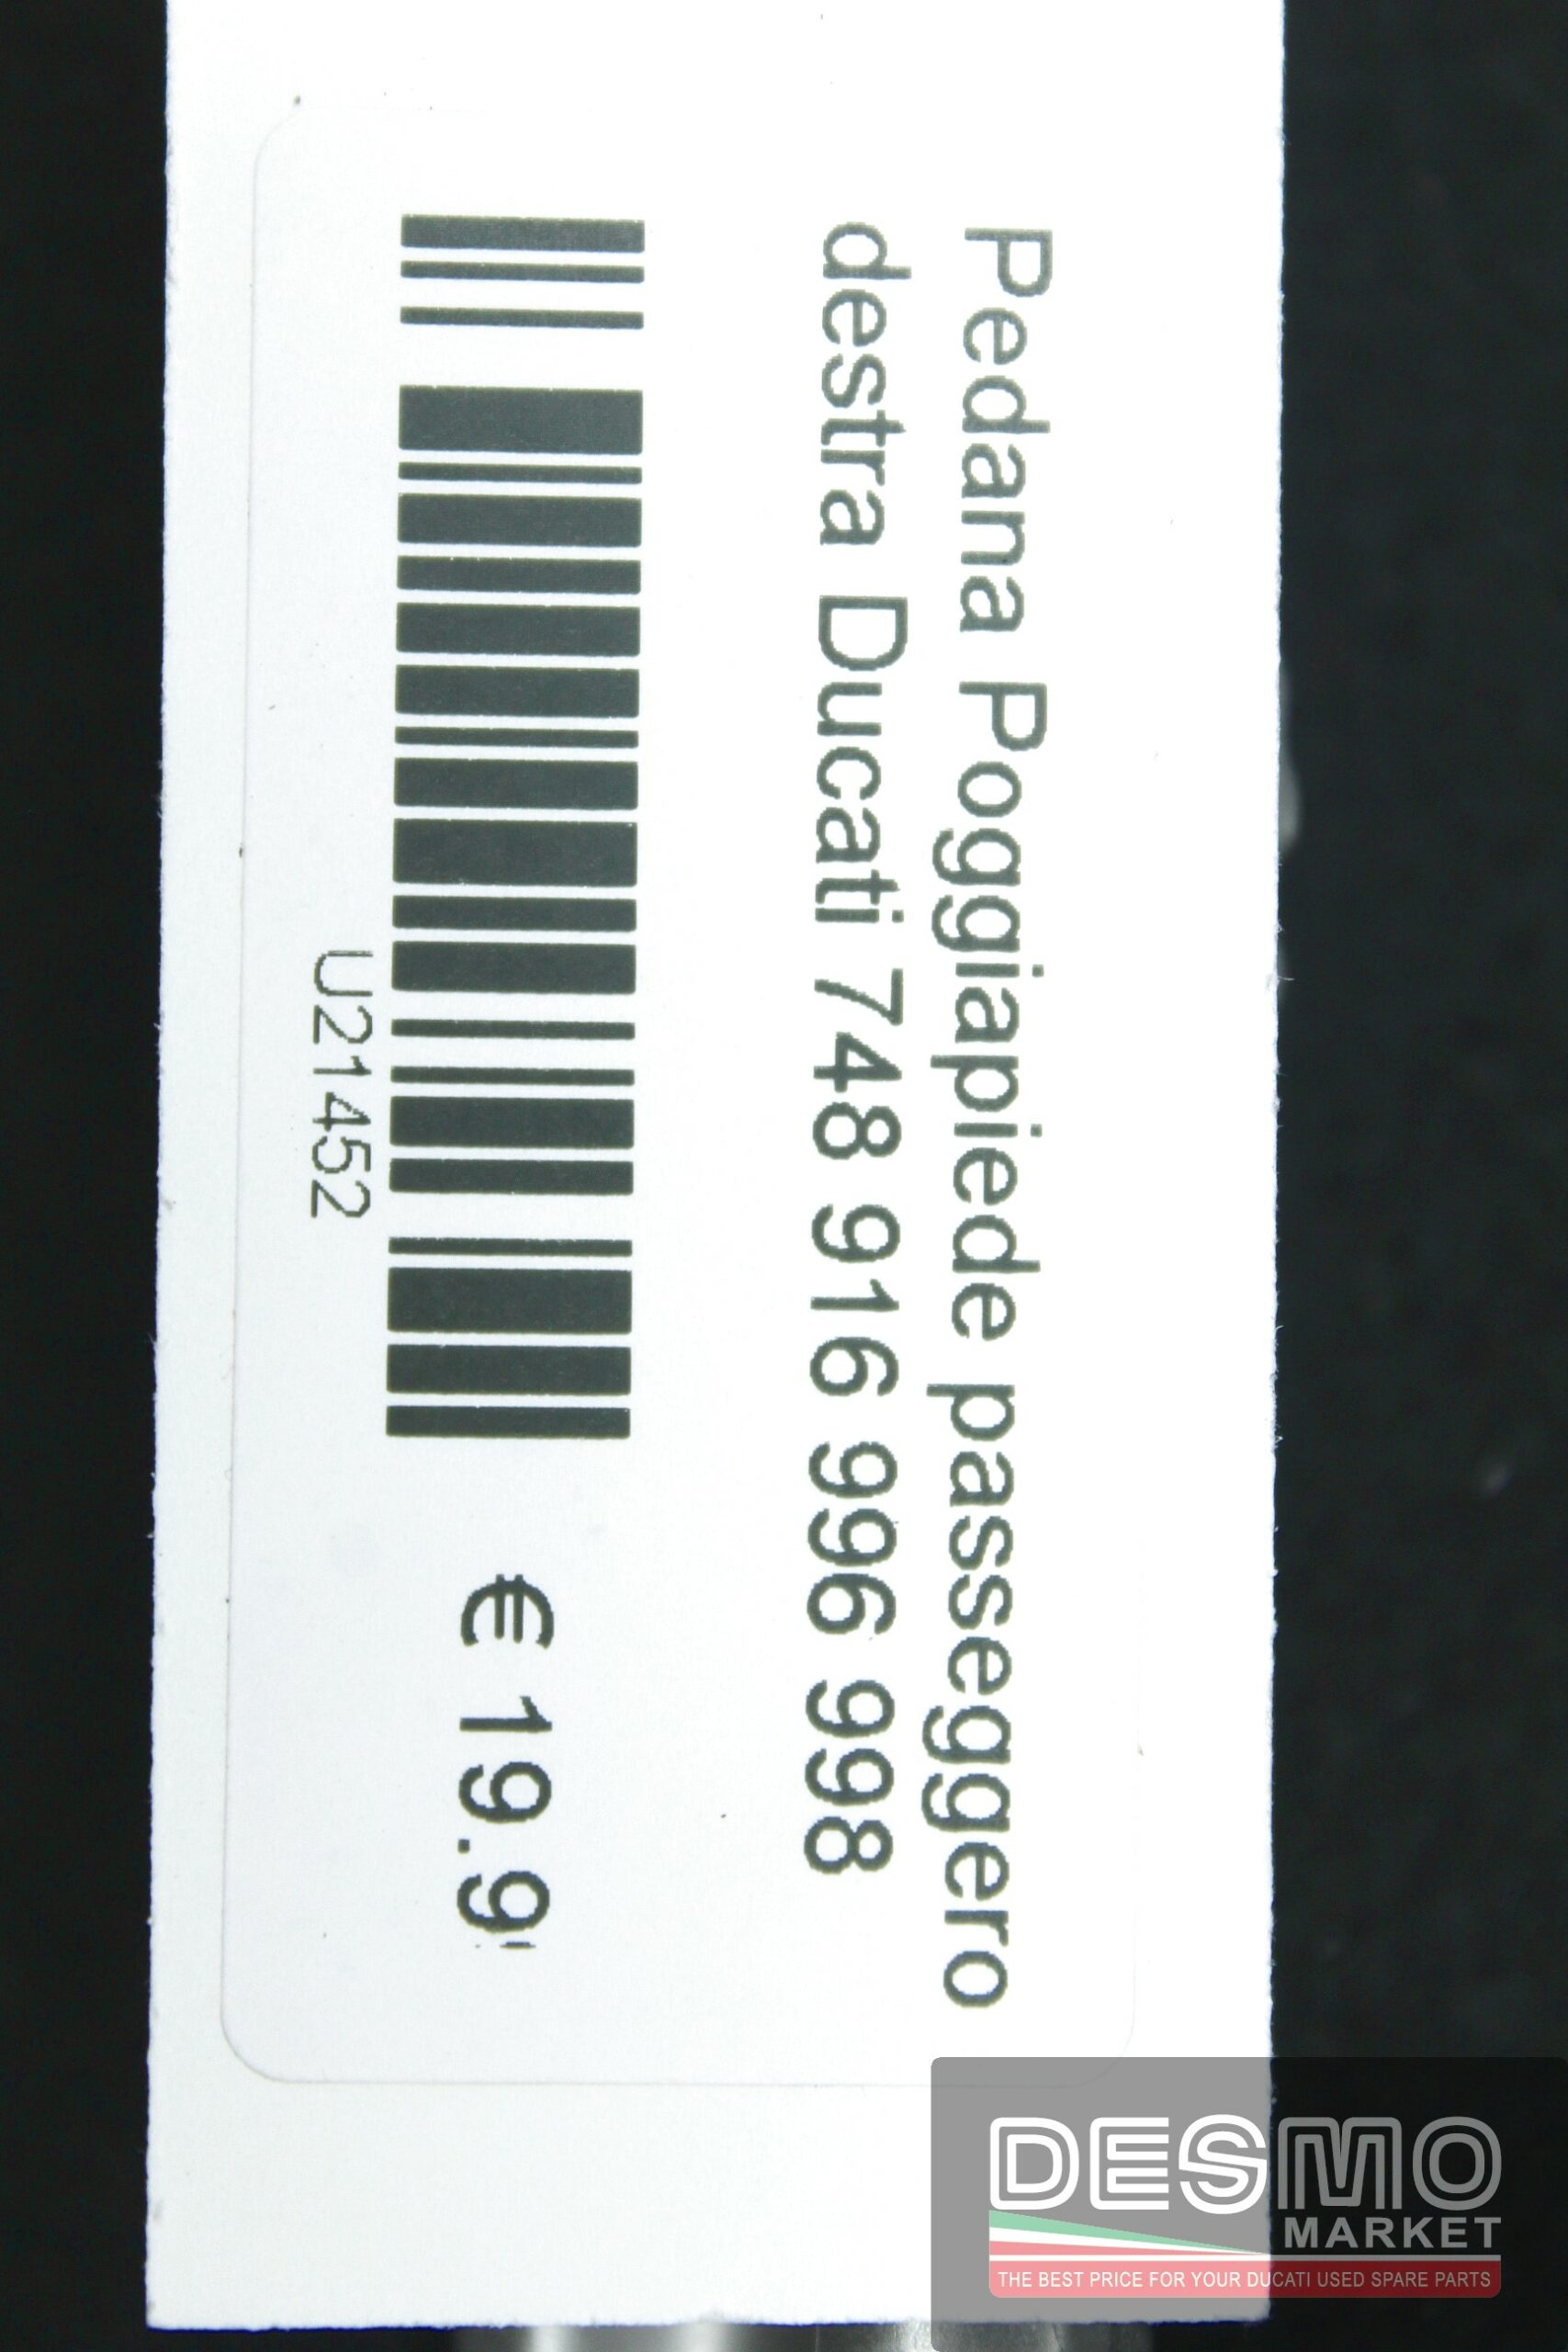 Pedana Poggiapiede passeggero
destra Ducati 748 916 996 998
€ 19.9
U21452
DESMO
MARKET
THE BEST PRICE FOR YOUR DUCATI USED SPARE PARTS